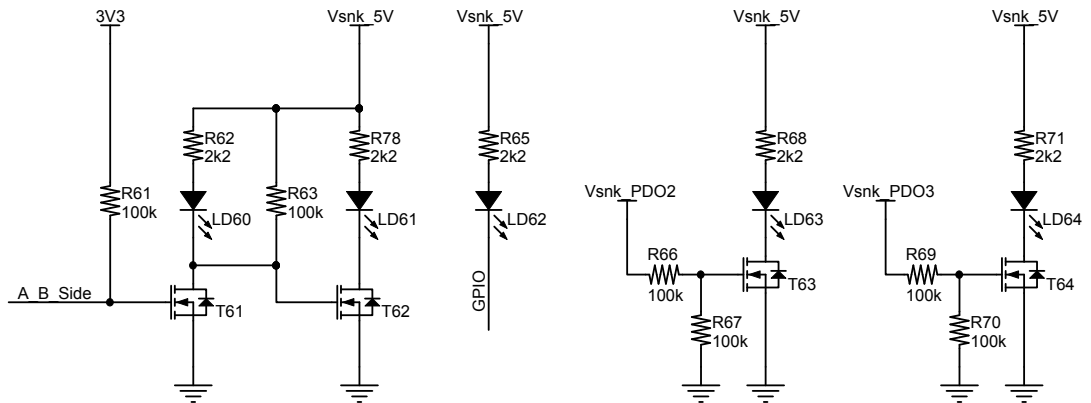 3V3
Vsnk_5V
Vsnk_5V
Vsnk_5V
Vsnk_5V
R62
2k2
R78
2k2
R65
2k2
R68
2k2
R71
2k2
R61
100k
R63
100k
Vsnk_PDO2
Vsnk_PDO3
LD60
LD61
LD62
LD63
LD64
R66
100k
R69
100k
A_B_Side
T61
T62
GPIO
T63
T64
R67
100k
R70
100k